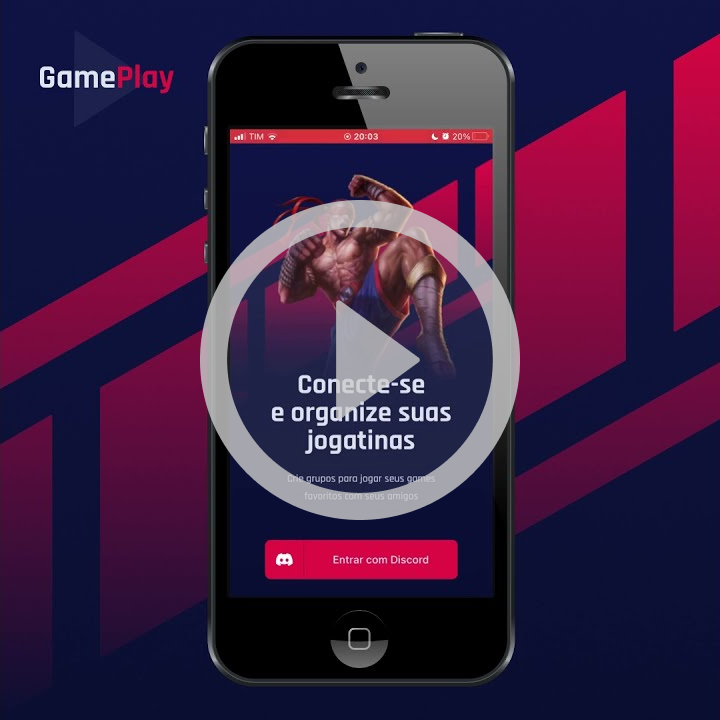 GamePlay
TIM
20:03
20%
Conecte-se
e organize suas
jogatinas
Crie grupos para jogar seus games
favoritos com seus amigos
Entrar com Discord